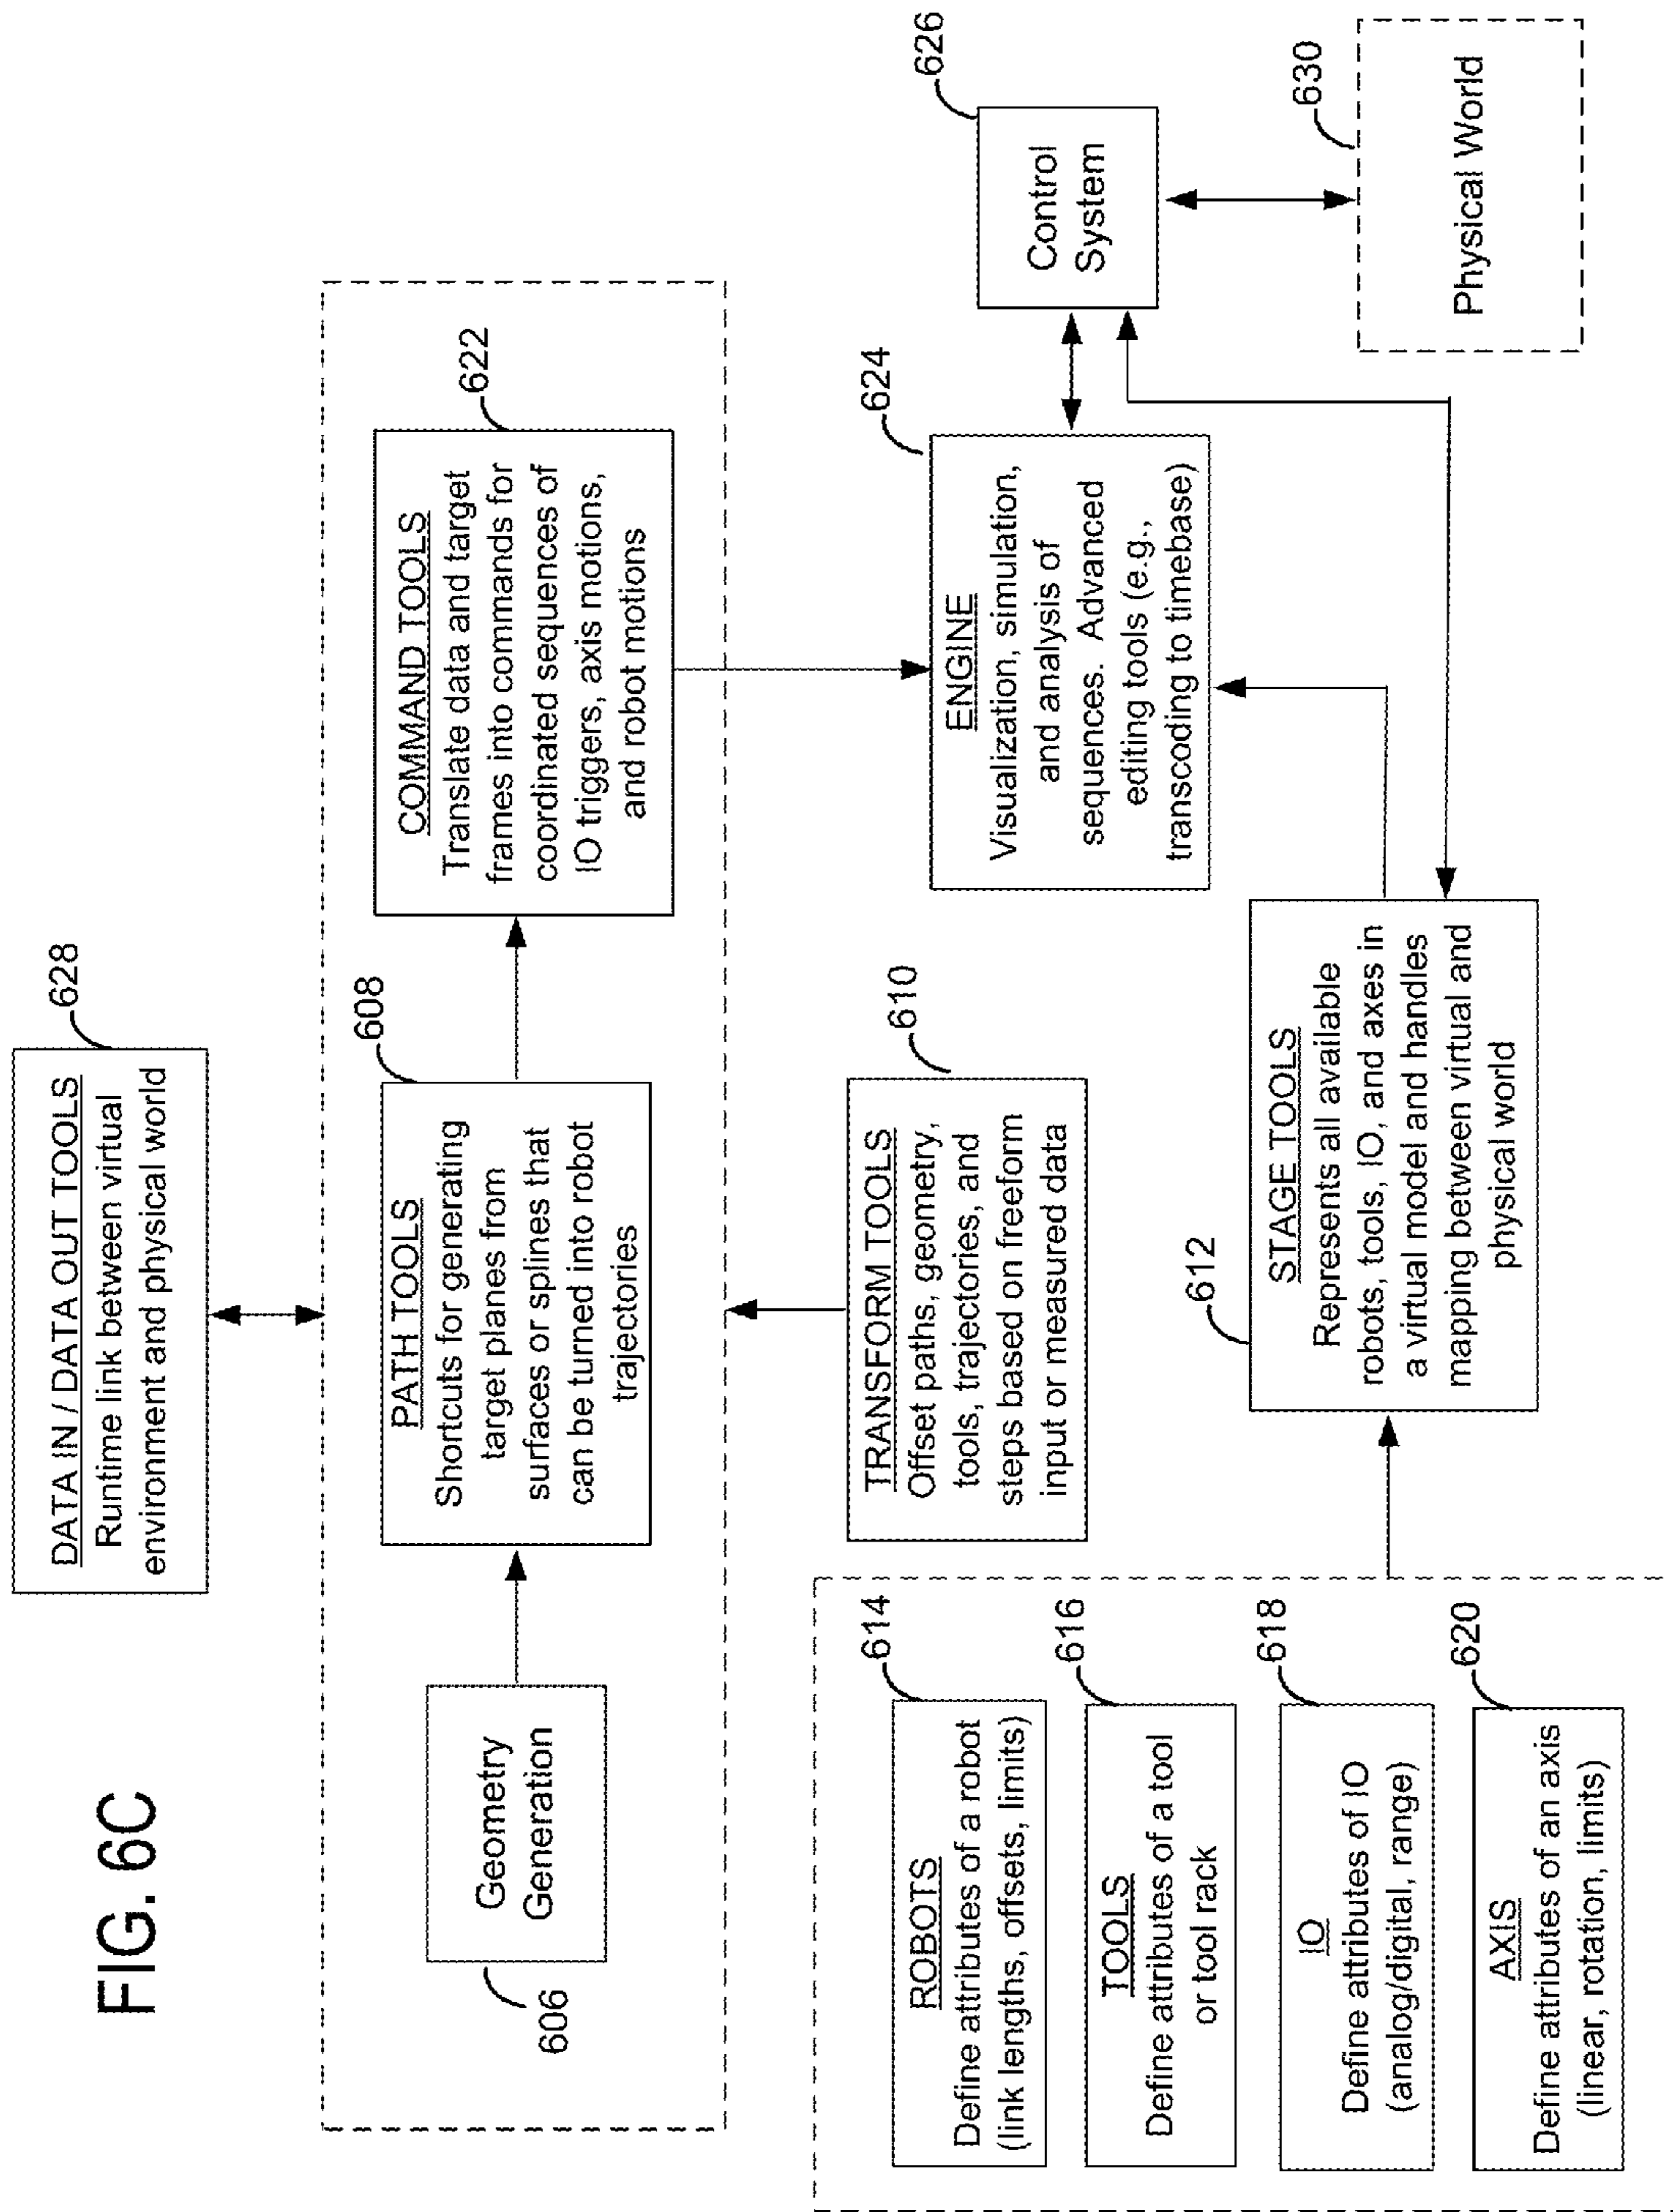 FIG. 6C
628
DATA IN / DATA OUT TOOLS
Runtime link between virtual
environment and physical world
606
Geometry
Generation
608
PATH TOOLS
Shortcuts for generating
target planes from
surfaces or splines that
can be turned into robot
trajectories
622
COMMAND TOOLS
Translate data and target
frames into commands for
coordinated sequences of
IO triggers, axis motions,
and robot motions
610
TRANSFORM TOOLS
Offset paths, geometry,
tools, trajectories, and
steps based on freeform
input or measured data
614
ROBOTS
Define attributes of a robot
(link lengths, offsets, limits)
616
TOOLS
Define attributes of a tool
or tool rack
618
IO
Define attributes of IO
(analog/digital, range)
620
AXIS
Define attributes of an axis
(linear, rotation, limits)
612
STAGE TOOLS
Represents all available
robots, tools, IO, and axes in
a virtual model and handles
mapping between virtual and
physical world
624
ENGINE
Visualization, simulation,
and analysis of
sequences. Advanced
editing tools (e.g.,
transcoding to timebase)
626
Control
System
630
Physical World